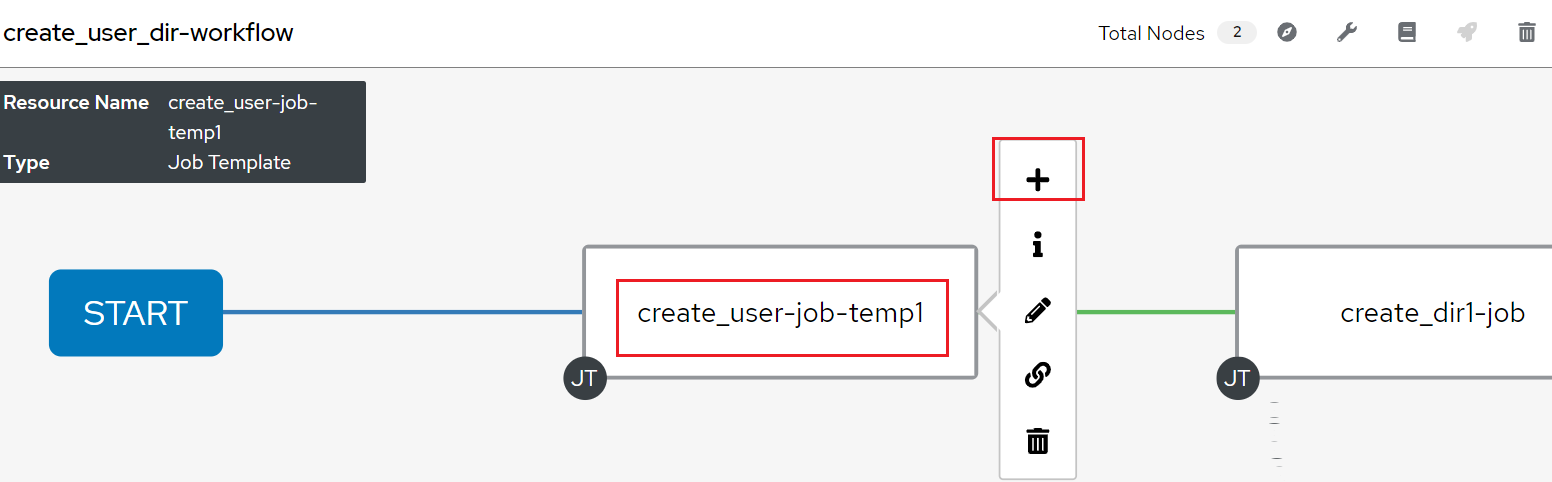 create_user_dir-workflow
Total Nodes 2
Resource Name create_user-job-
temp1
Type Job Template
START
create_user-job-temp1
create_dir1-job
JT
JT